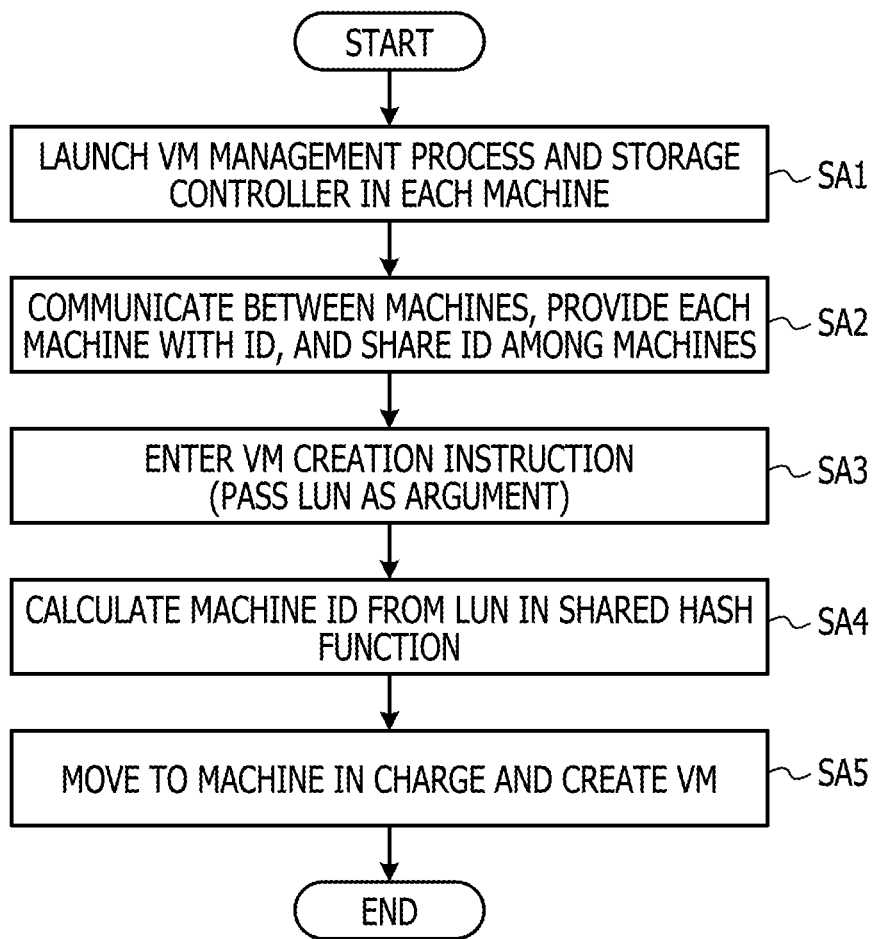 START
LAUNCH VM MANAGEMENT PROCESS AND STORAGE
CONTROLLER IN EACH MACHINE
SA1
COMMUNICATE BETWEEN MACHINES, PROVIDE EACH
MACHINE WITH ID, AND SHARE ID AMONG MACHINES
SA2
ENTER VM CREATION INSTRUCTION
(PASS LUN AS ARGUMENT)
SA3
CALCULATE MACHINE ID FROM LUN IN SHARED HASH
FUNCTION
SA4
MOVE TO MACHINE IN CHARGE AND CREATE VM
SA5
END